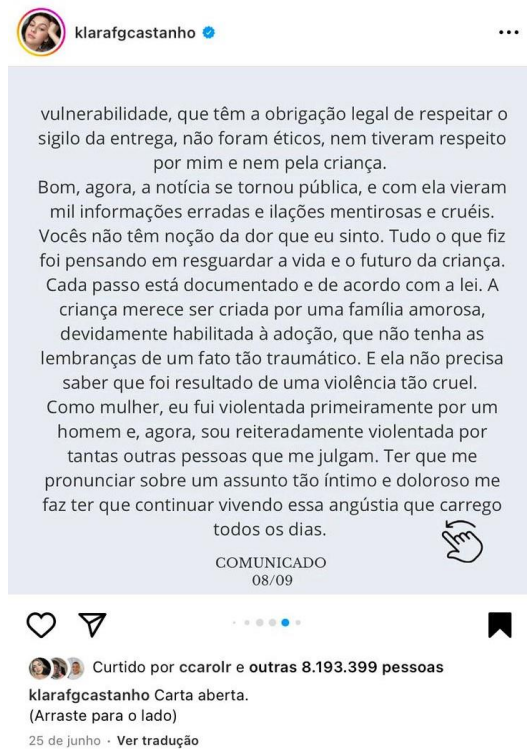 klarafgcastanho
vulnerabilidade, que têm a obrigação legal de respeitar o
sigilo da entrega, não foram éticos, nem tiveram respeito
por mim e nem pela criança.
Bom, agora, a notícia se tornou pública, e com ela vieram
mil informações erradas e ilações mentirosas e cruéis.
Vocês não têm noção da dor que eu sinto. Tudo o que fiz
foi pensando em resguardar a vida e o futuro da criança.
Cada passo está documentado e de acordo com a lei. A
criança merece ser criada por uma família amorosa,
devidamente habilitada à adoção, que não tenha as
lembranças de um fato tão traumático. E ela não precisa
saber que foi resultado de uma violência tão cruel.
Como mulher, eu fui violentada primeiramente por um
homem e, agora, sou reiteradamente violentada por
tantas outras pessoas que me julgam. Ter que me
pronunciar sobre um assunto tão íntimo e doloroso me
faz ter que continuar vivendo essa angústia que carrego
todos os dias.
COMUNICADO
08/09
Curtido por ccarolr e outras 8.193.399 pessoas
klarafgcastanho Carta aberta.
(Arraste para o lado)
25 de junho · Ver tradução